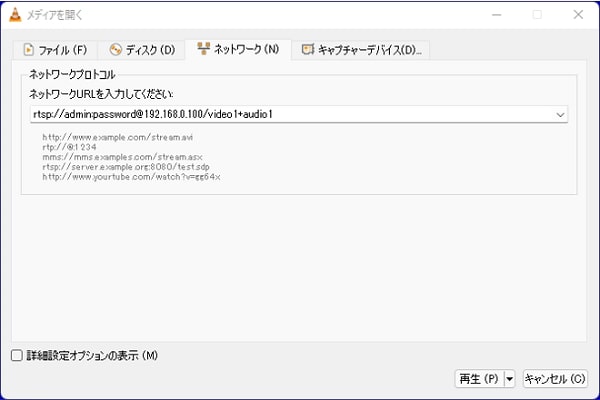 メディアを開く
ファイル (F)
ディスク (D)
ネットワーク (N)
キャプチャーデバイス(D)...
ネットワークプロトコル
ネットワークURLを入力してください:
rtsp://admin:password@192.168.0.100/video1+audio1
http://www.example.com/stream.avi
rtp://@:1234
mms://mms.examples.com/stream.asx
rtsp://server.example.org:8080/test.sdp
http://www.yourtube.com/watch?v=gg64x
詳細設定オプションの表示 (M)
再生 (P)
キャンセル (C)